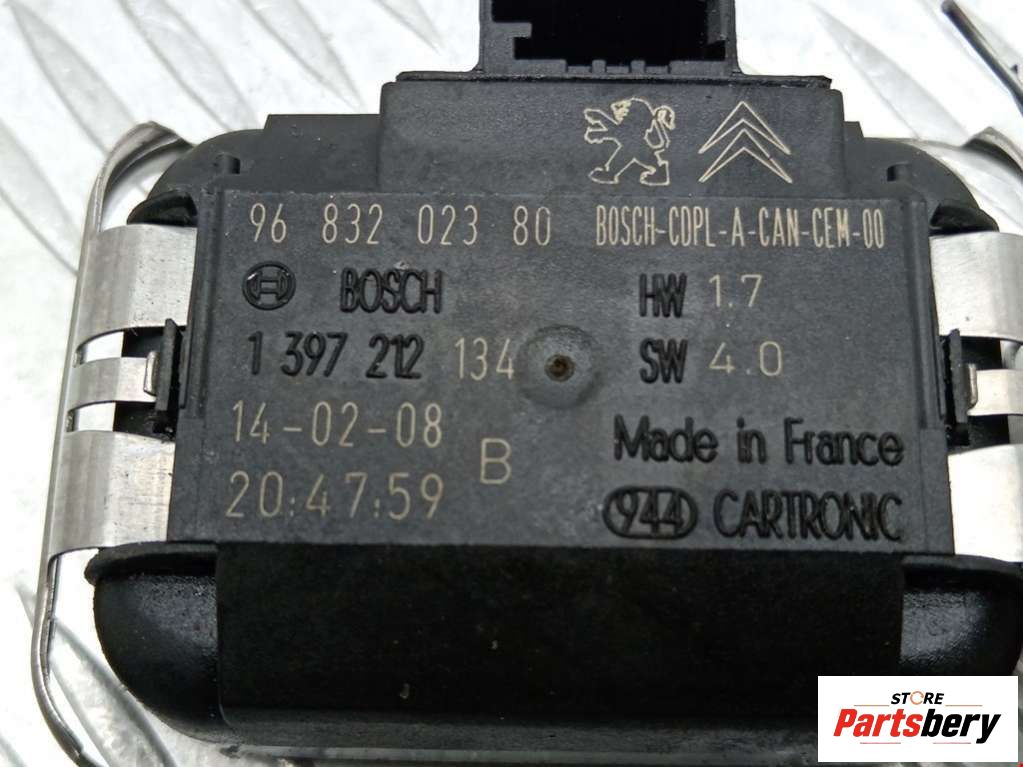 96 832 023 80 BOSCH-CDPL-A-CAN-CEM-00
BOSCH HW 1.7
1 397 212 134 SW 4.0
14-02-08 B Made in France
20:47:59 944 CARTRONIC
STORE
Partsbery